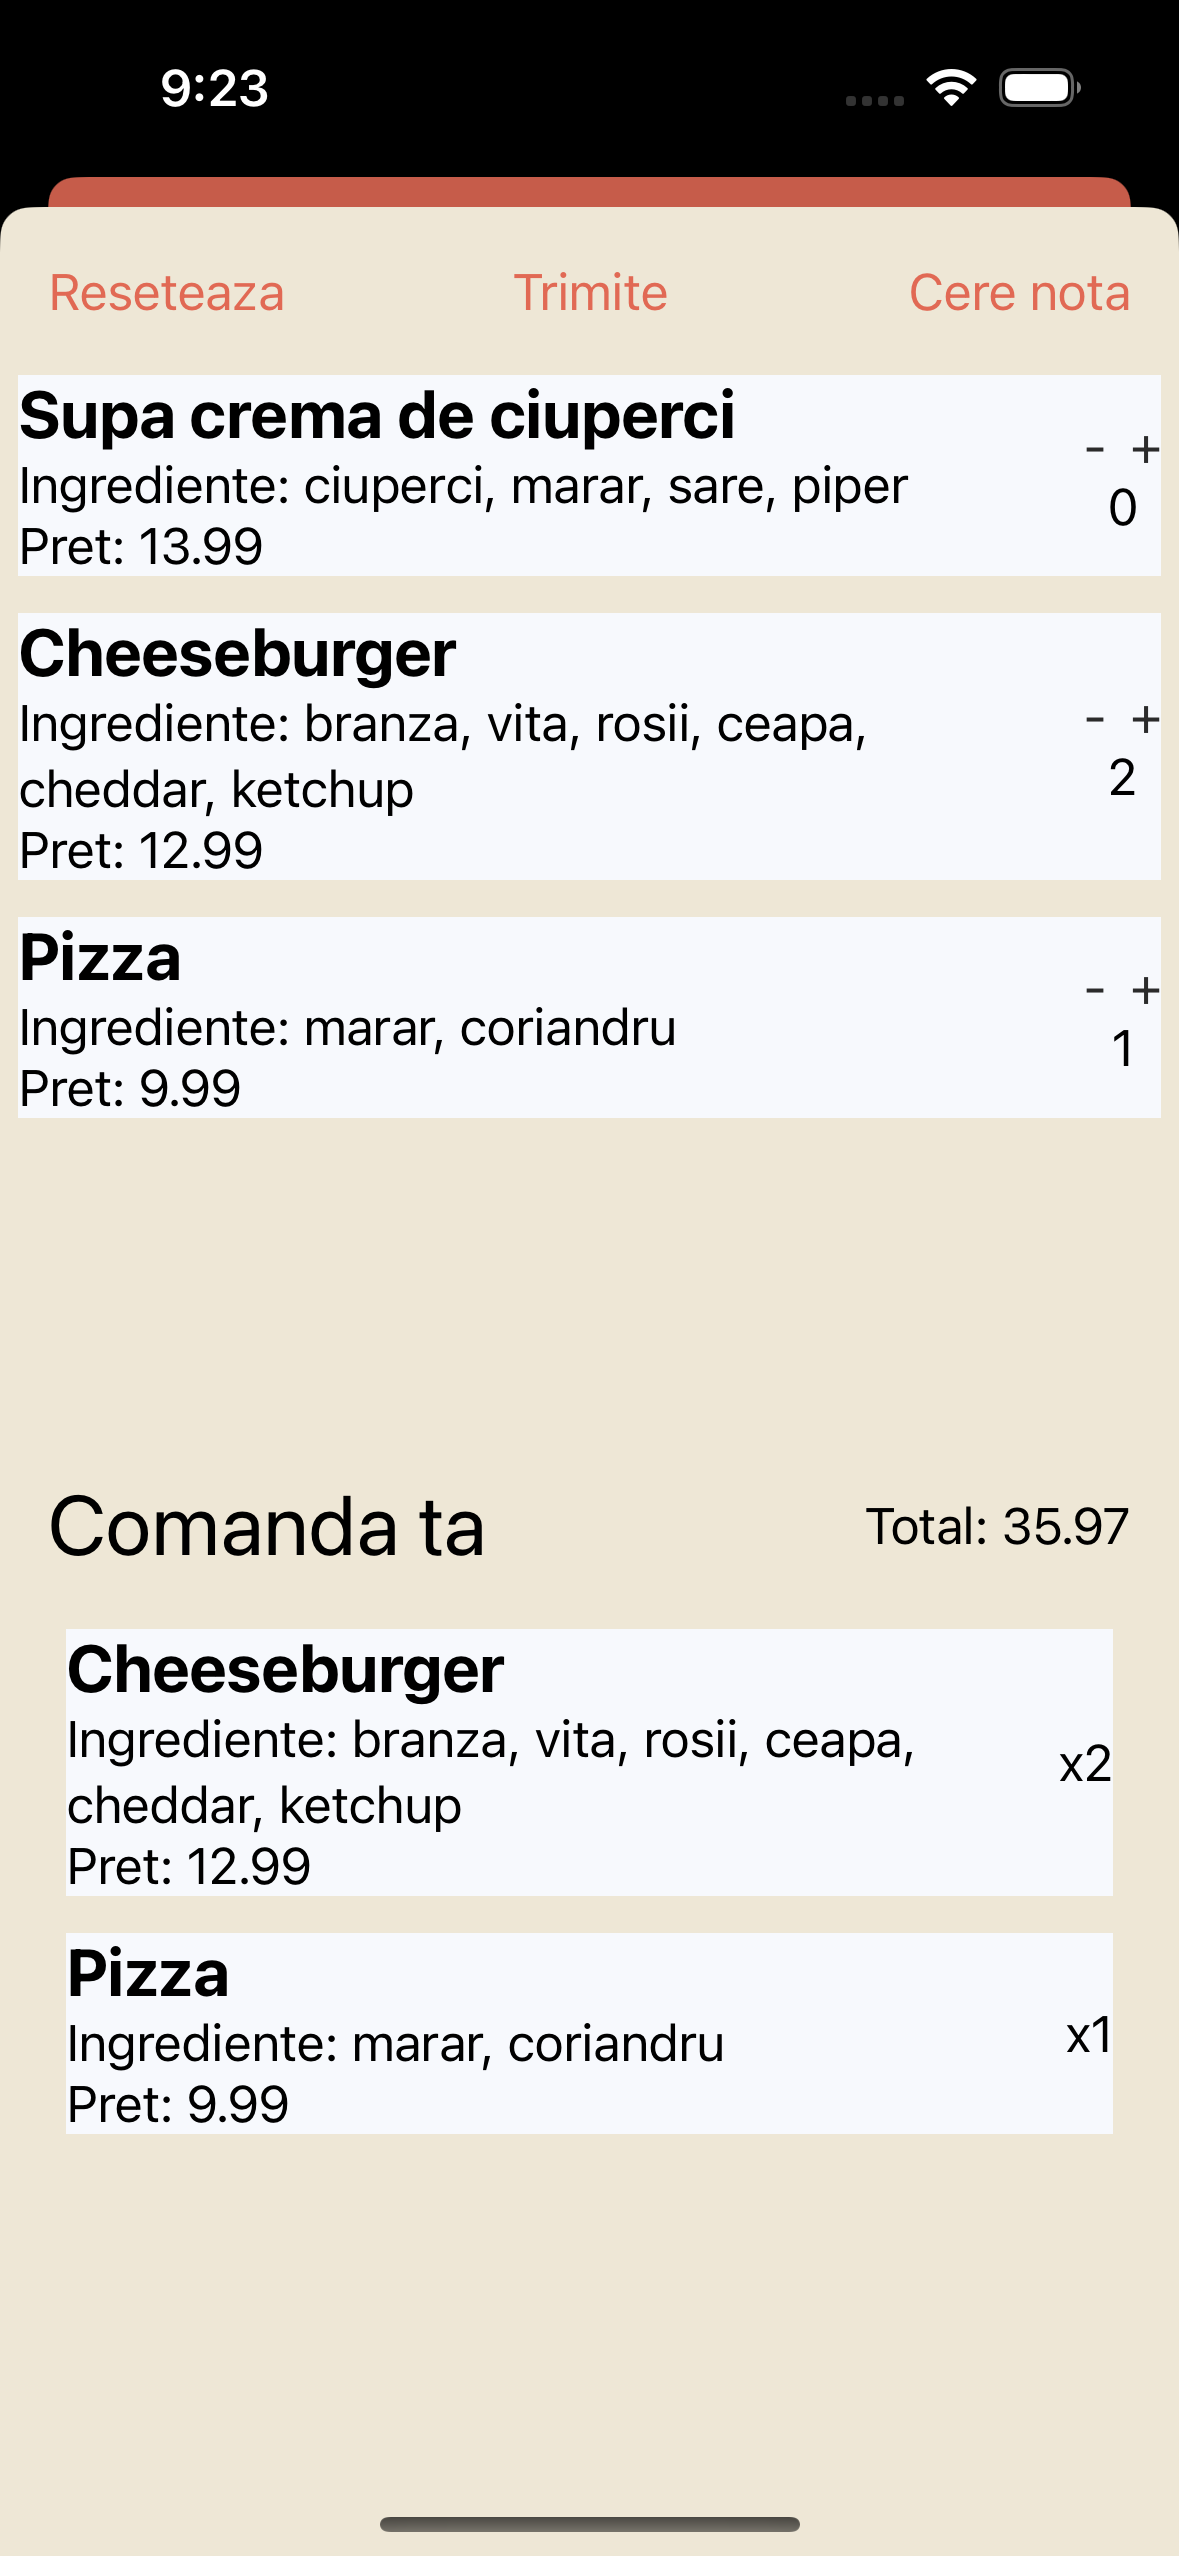 9:23
Reseteaza Trimite Cere nota
Supa crema de ciuperci
Ingrediente: ciuperci, marar, sare, piper
Pret: 13.99
- +
0
Cheeseburger
Ingrediente: branza, vita, rosii, ceapa,
cheddar, ketchup
Pret: 12.99
- +
2
Pizza
Ingrediente: marar, coriandru
Pret: 9.99
- +
1
Comanda ta
Total: 35.97
Cheeseburger
Ingrediente: branza, vita, rosii, ceapa,
cheddar, ketchup
Pret: 12.99
x2
Pizza
Ingrediente: marar, coriandru
Pret: 9.99
x1